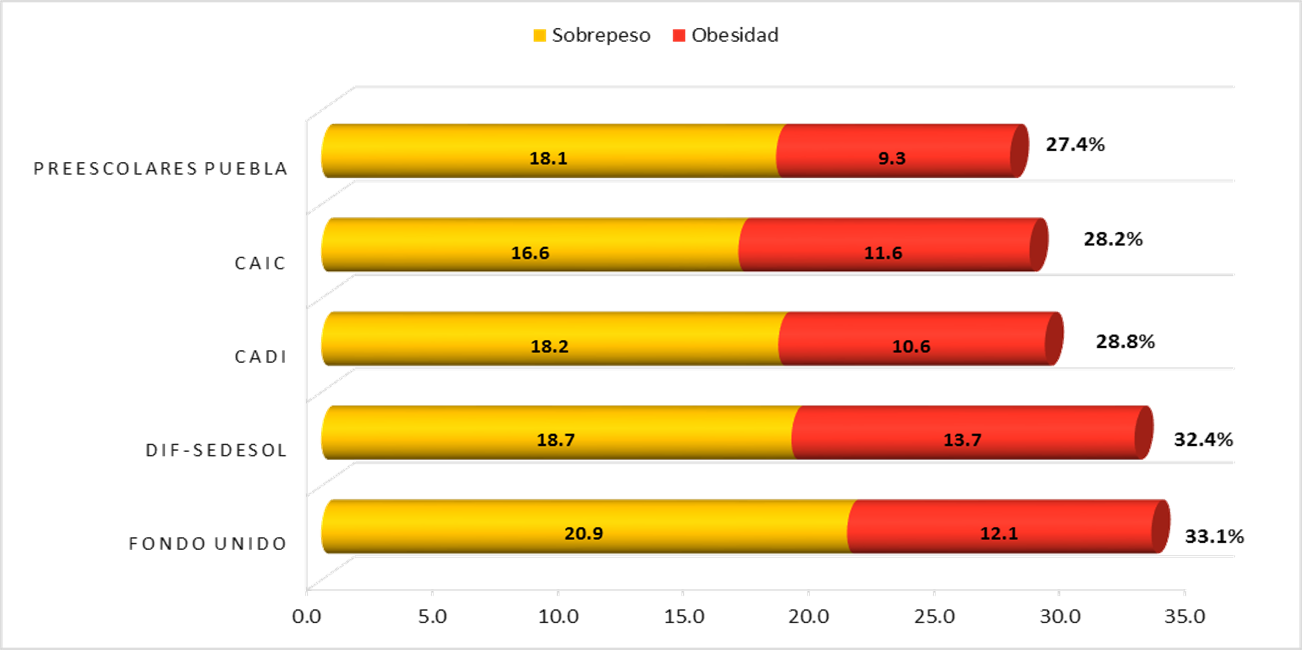 Sobrepeso Obesidad
PREESCOLARES PUEBLA 18.1 9.3 27.4%
CAIC 16.6 11.6 28.2%
CADI 18.2 10.6 28.8%
DIF-SEDESOL 18.7 13.7 32.4%
FONDO UNIDO 20.9 12.1 33.1%
0.0 5.0 10.0 15.0 20.0 25.0 30.0 35.0